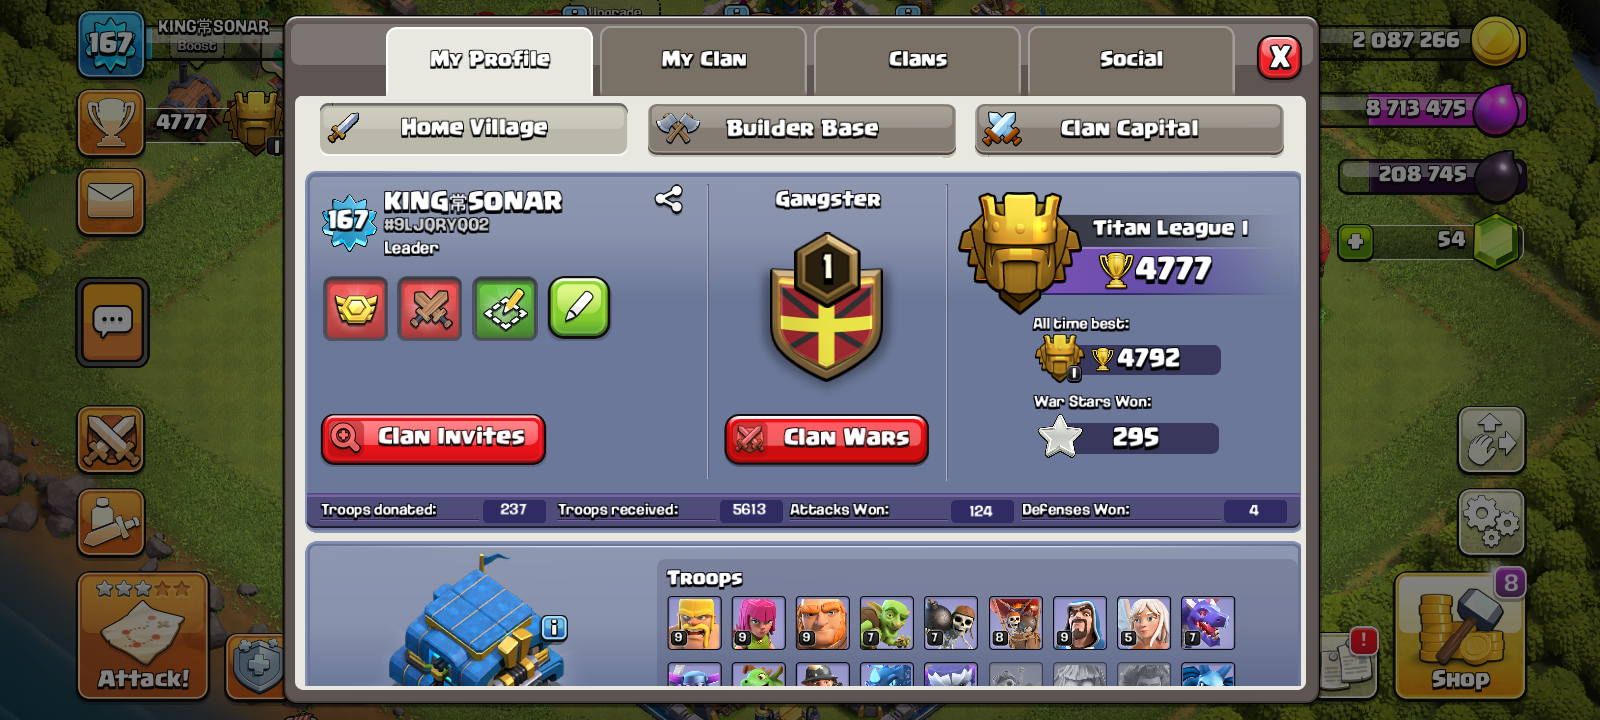 167
KING常SONAR
Boost
Upgrade
4777
I
My Profile
My Clan
Clans
Social
X
2 087 266
8 713 475
208 745
54
Home Village
Builder Base
Clan Capital
167
KING常SONAR
#9LJQRYQ02
Leader
Clan Invites
Gangster
1
Clan Wars
Titan League I
4777
All time best:
I
4792
War Stars Won:
295
Troops donated: 237 Troops received: 5613 Attacks Won: 124 Defenses Won: 4
i
Troops
9 9 9 7 7 8 9 5 7
Attack!
!
8
Shop